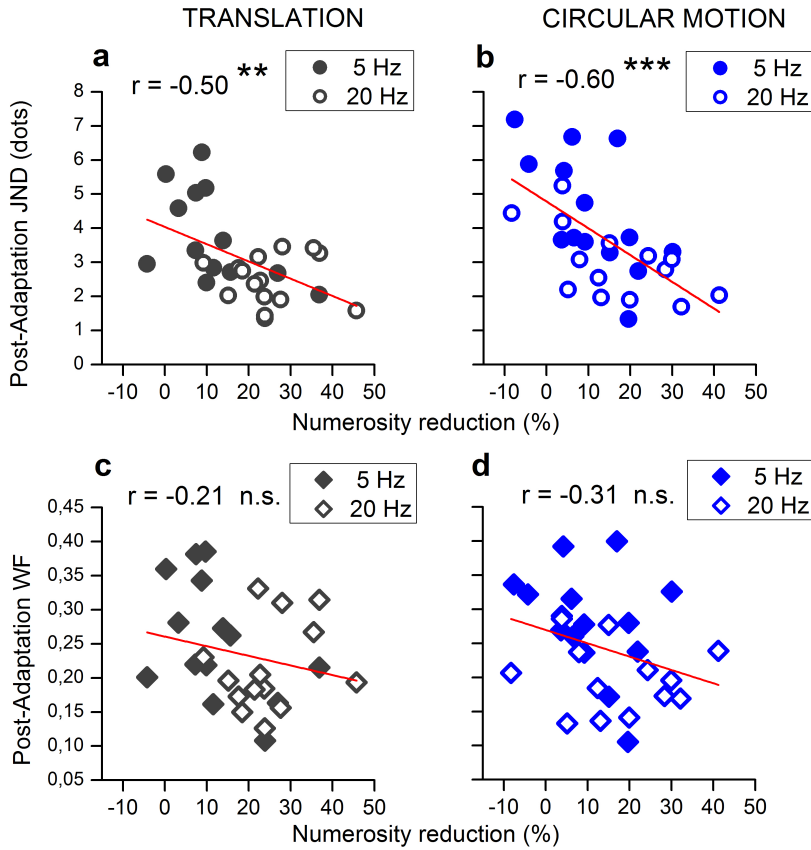 TRANSLATION
CIRCULAR MOTION
a
r = -0.50 **
5 Hz
20 Hz
b
r = -0.60 ***
5 Hz
20 Hz
Post-Adaptation JND (dots)
8
7
6
5
4
3
2
1
0
-10 0 10 20 30 40 50
Numerosity reduction (%)
-10 0 10 20 30 40 50
Numerosity reduction (%)
c
r = -0.21 n.s.
5 Hz
20 Hz
d
r = -0.31 n.s.
5 Hz
20 Hz
Post-Adaptation WF
0,45
0,40
0,35
0,30
0,25
0,20
0,15
0,10
0,05
-10 0 10 20 30 40 50
Numerosity reduction (%)
-10 0 10 20 30 40 50
Numerosity reduction (%)